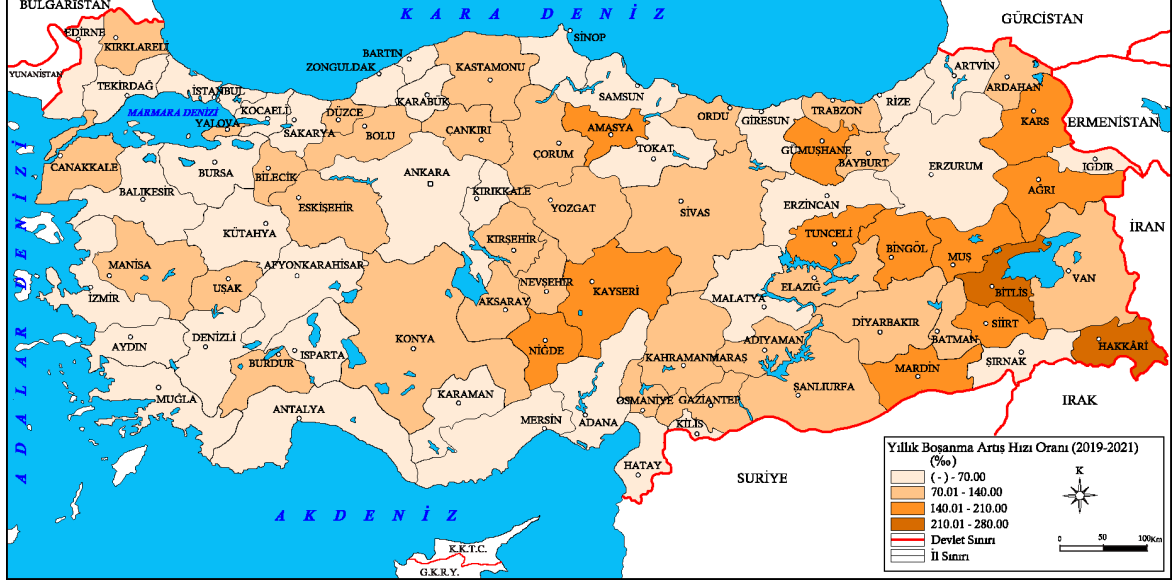 BULGARİSTAN
KARA DENİZ
GÜRCİSTAN
EDİRNE
KIRKLARELİ
SİNOP
BARTIN
ZONGULDAK
KASTAMONU
ARTVİN
YUNANİSTAN
TEKİRDAĞ
İSTANBUL
KARABÜK
SAMSUN
ARDAHAN
MARMARA DENİZİ
KOCAELİ
DÜZCE
ORDU
TRABZON
RİZE
KARS
ERMENİSTAN
YALOVA
SAKARYA
BOLU
ÇANKIRI
AMASYA
GİRESUN
ÇANAKKALE
BURSA
BİLECİK
ANKARA
ÇORUM
TOKAT
GÜMÜŞHANE
BAYBURT
ERZURUM
IĞDIR
BALIKESİR
ESKİŞEHİR
KIRIKKALE
YOZGAT
SİVAS
ERZİNCAN
AĞRI
KÜTAHYA
KIRŞEHİR
TUNCELİ
BİNGÖL
MUŞ
İRAN
MANİSA
AFYONKARAHİSAR
UŞAK
NEVŞEHİR
KAYSERİ
ELAZIĞ
BİTLİS
VAN
İZMİR
AKSARAY
MALATYA
ADALAR DENİZİ
AYDIN
DENİZLİ
ISPARTA
KONYA
NİĞDE
DİYARBAKIR
SİİRT
BATMAN
HAKKÂRİ
BURDUR
KAHRAMANMARAŞ
ADIYAMAN
MARDİN
ŞIRNAK
MUĞLA
ANTALYA
KARAMAN
MERSİN
ADANA
OSMANİYE
GAZİANTEP
ŞANLIURFA
KİLİS
IRAK
HATAY
SURİYE
AKDENİZ
K.K.T.C.
G.K.R.Y.
Yıllık Boşanma Artış Hızı Oranı (2019-2021)
(‰)
( - ) - 70.00
70.01 - 140.00
140.01 - 210.00
210.01 - 280.00
Devlet Sınırı
İl Sınırı
K
0 50 100Km